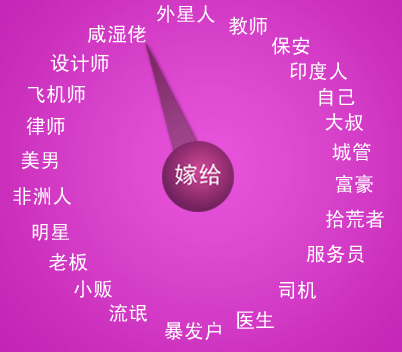 外星人
教师
保安
印度人
自己
大叔
城管
富豪
拾荒者
服务员
司机
医生
暴发户
流氓
小贩
老板
明星
非洲人
美男
律师
飞机师
设计师
咸湿佬
嫁给